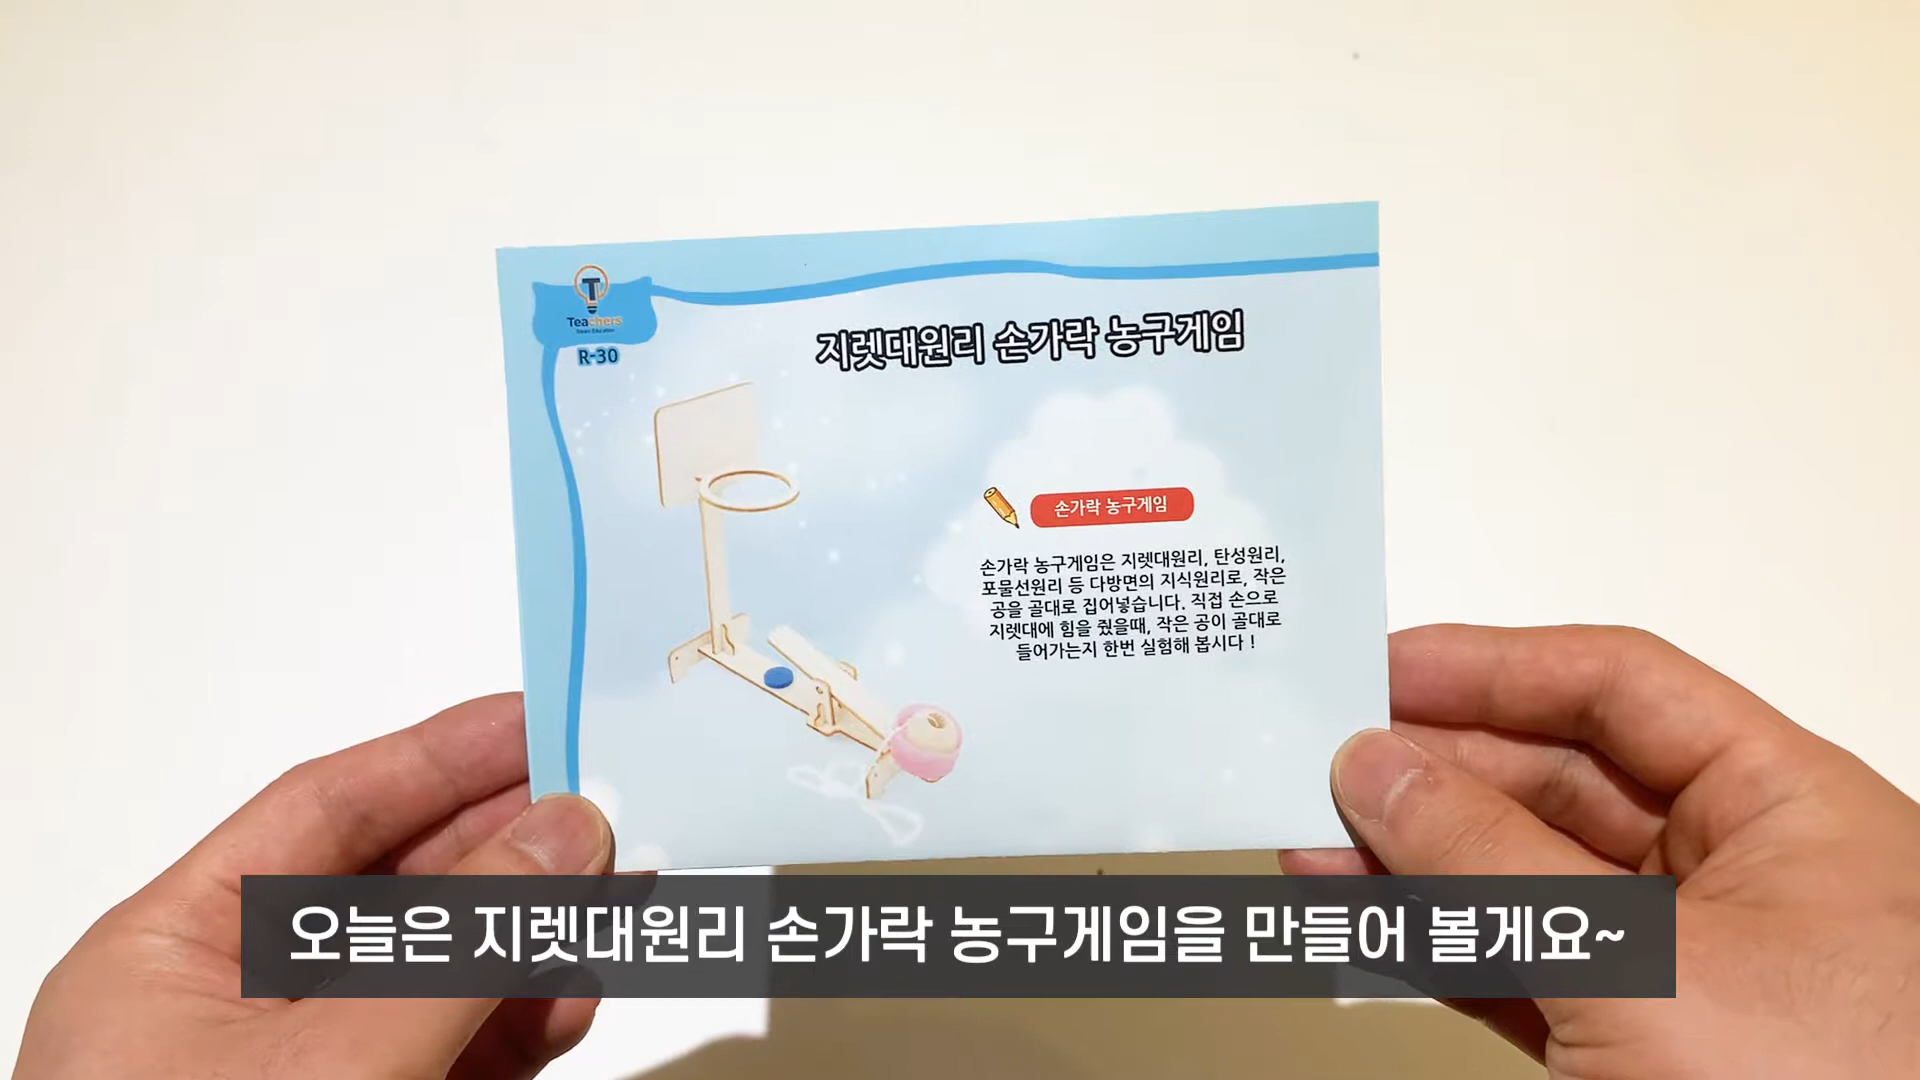 T
Teachers
R-30
지렛대원리 손가락 농구게임
손가락 농구게임
손가락 농구게임은 지렛대원리, 탄성원리,
포물선원리 등 다방면의 지식원리로, 작은
공을 골대로 집어넣습니다. 직접 손으로
지렛대에 힘을 줬을때, 작은 공이 골대로
들어가는지 한번 실험해 봅시다 !
오늘은 지렛대원리 손가락 농구게임을 만들어 볼게요~